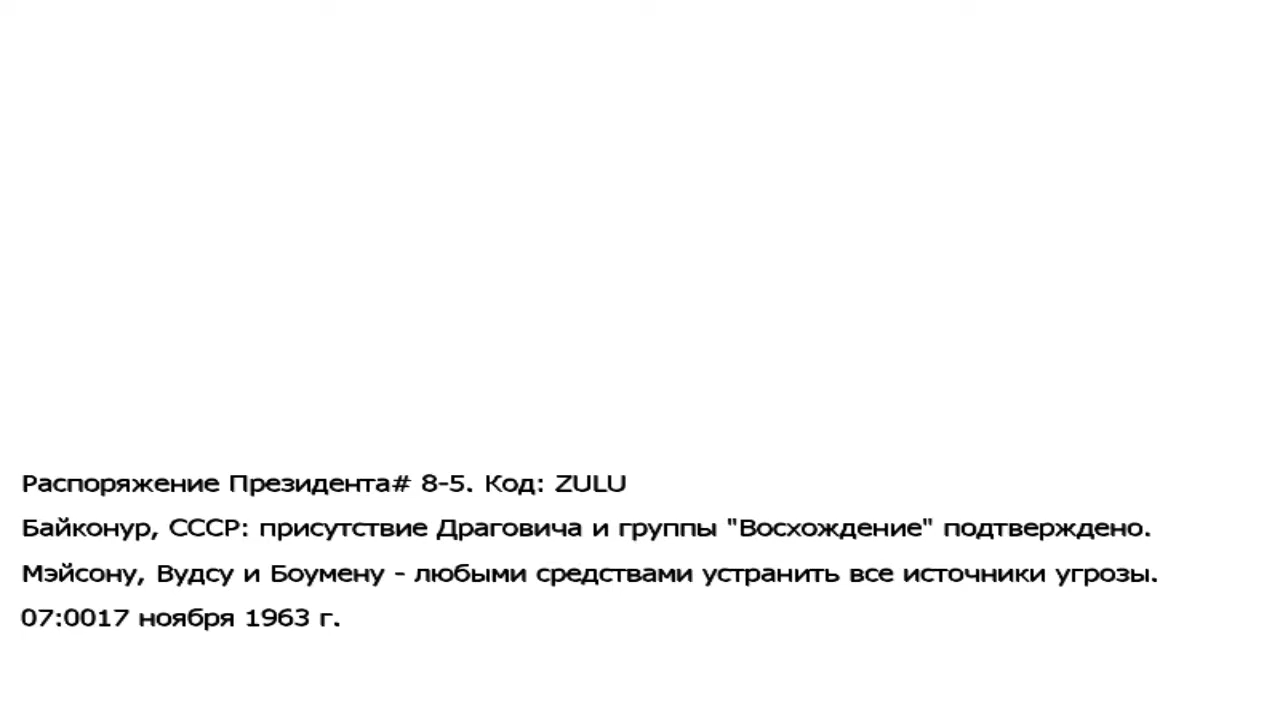 Распоряжение Президента# 8-5. Код: ZULU
Байконур, СССР: присутствие Драговича и группы "Восхождение" подтверждено.
Мэйсону, Вудсу и Боумену - любыми средствами устранить все источники угрозы.
07:0017 ноября 1963 г.